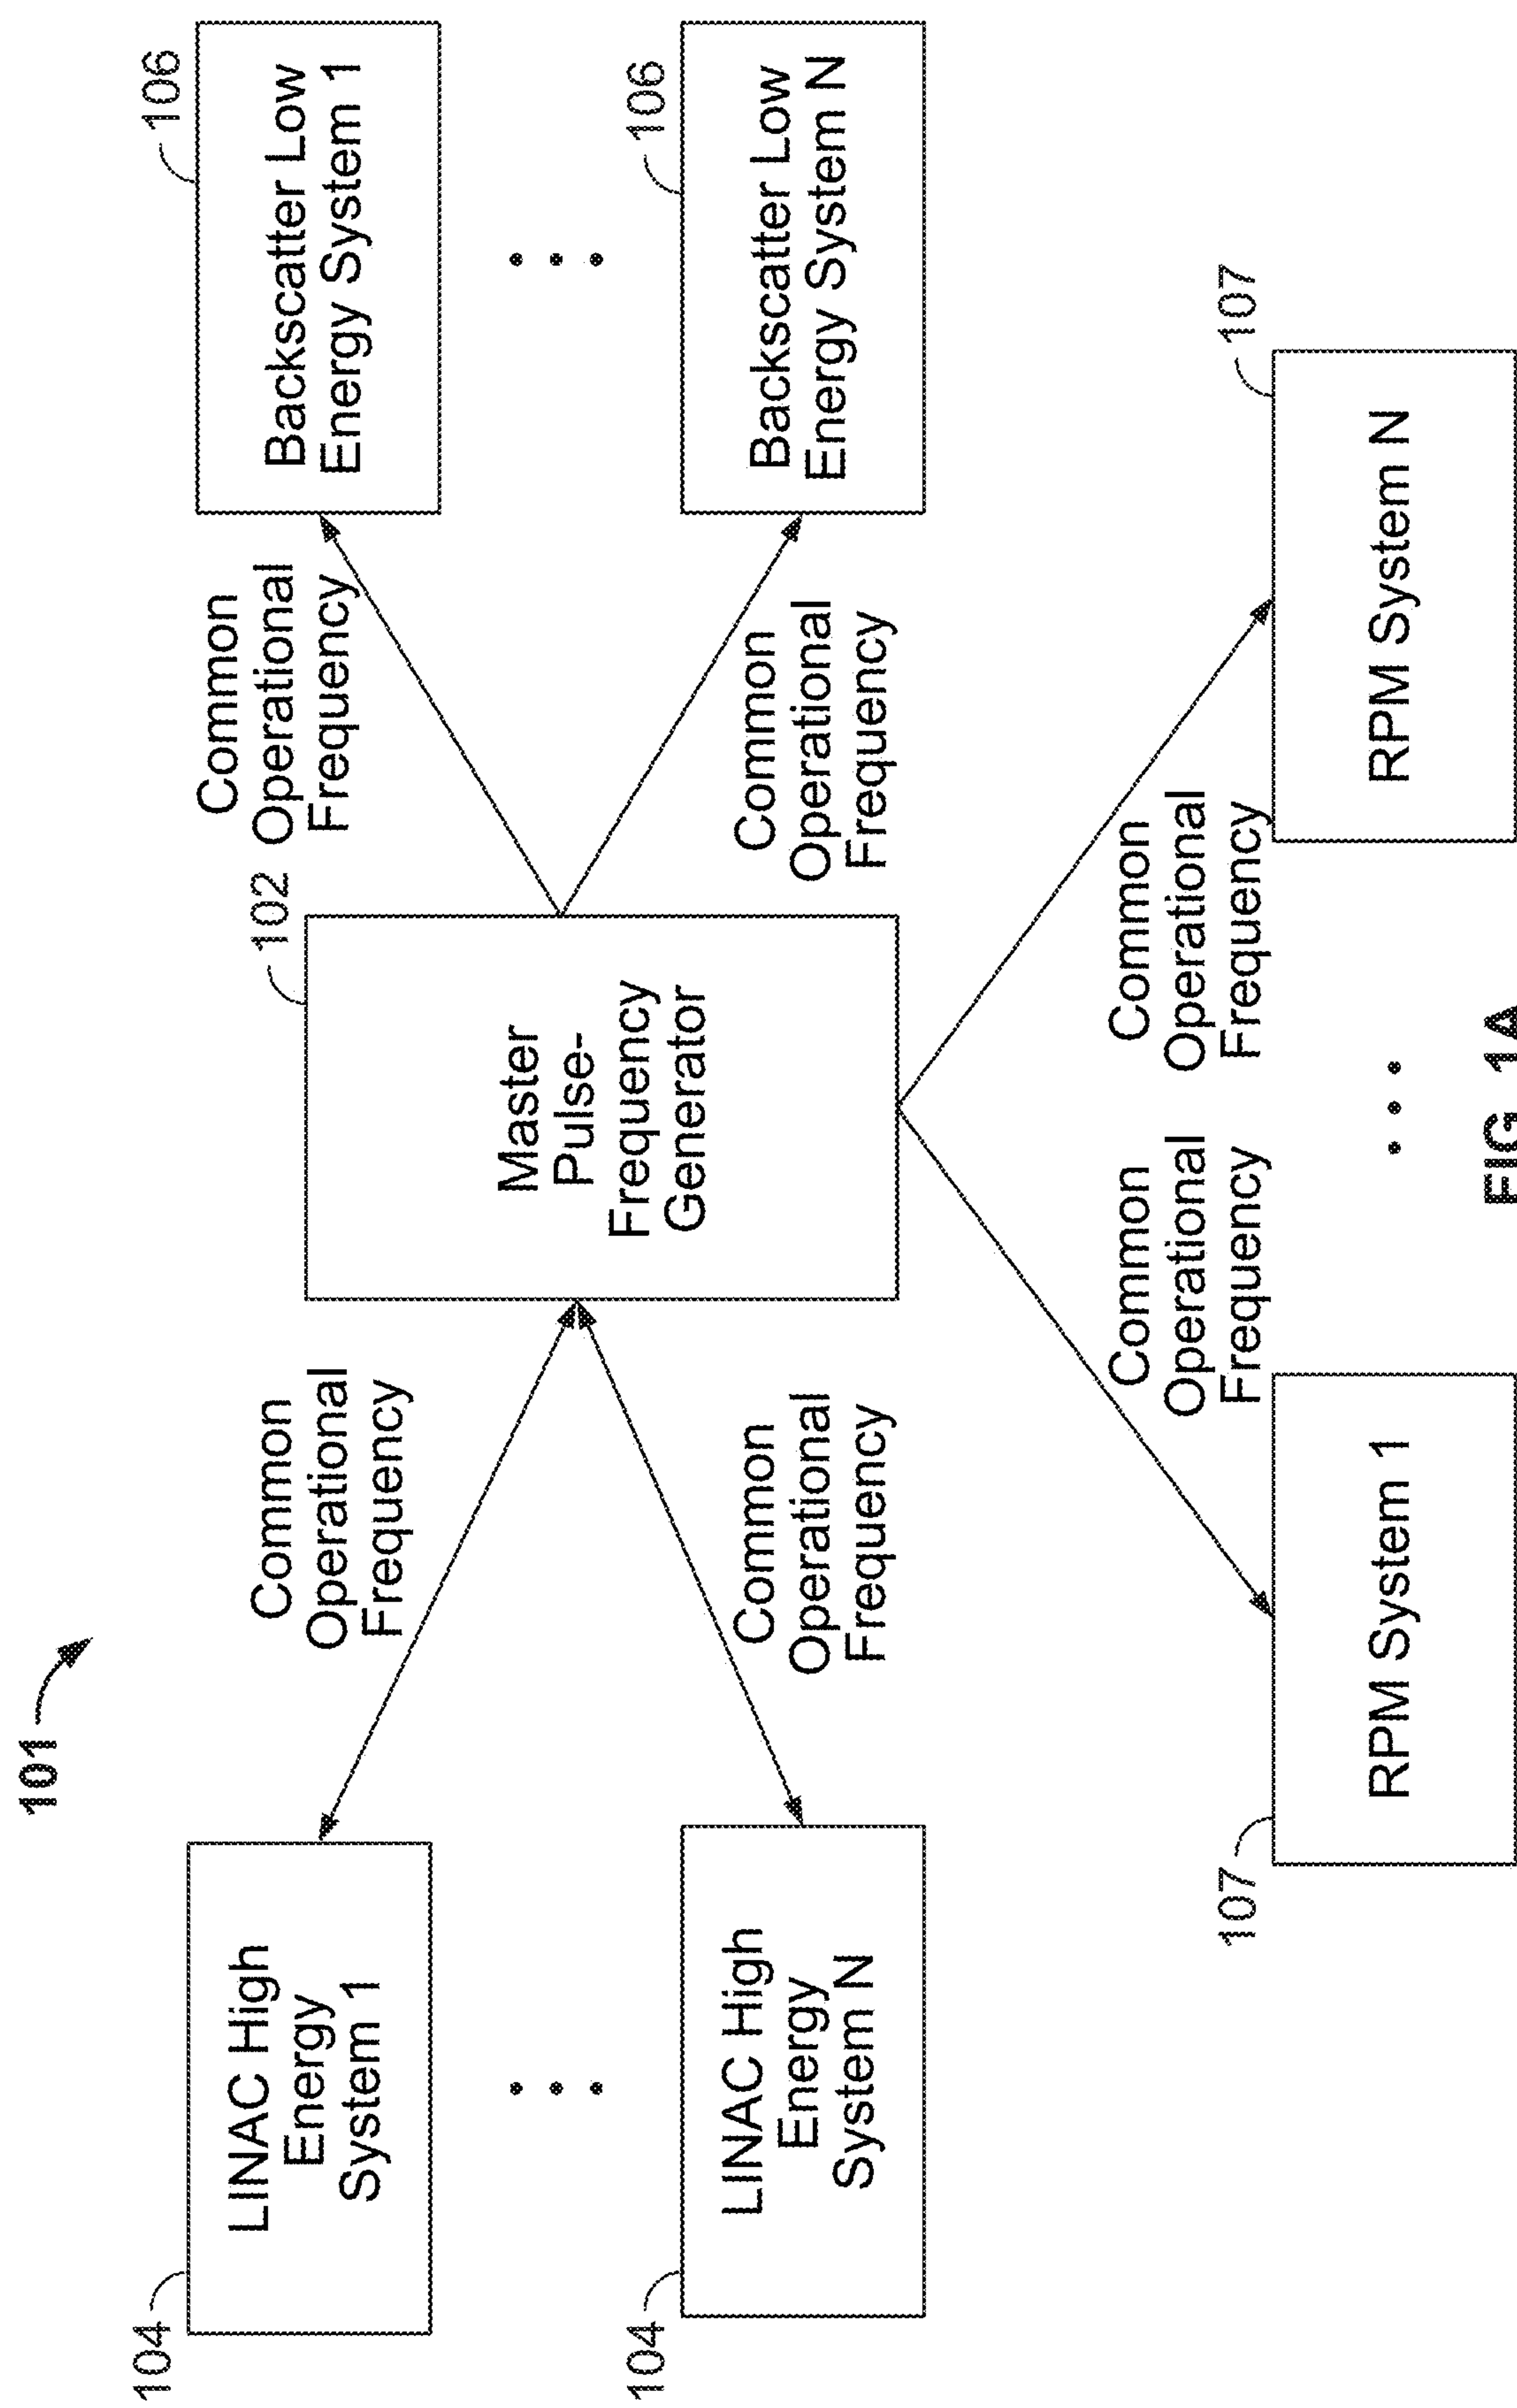 101
104
LINAC High
Energy
System 1
104
LINAC High
Energy
System N
Common
Operational
Frequency
Common
Operational
Frequency
102
Master
Pulse-
Frequency
Generator
Common
Operational
Frequency
Common
Operational
Frequency
106
Backscatter Low
Energy System 1
106
Backscatter Low
Energy System N
Common
Operational
Frequency
Common
Operational
Frequency
107
RPM System 1
107
RPM System N
FIG. 1A